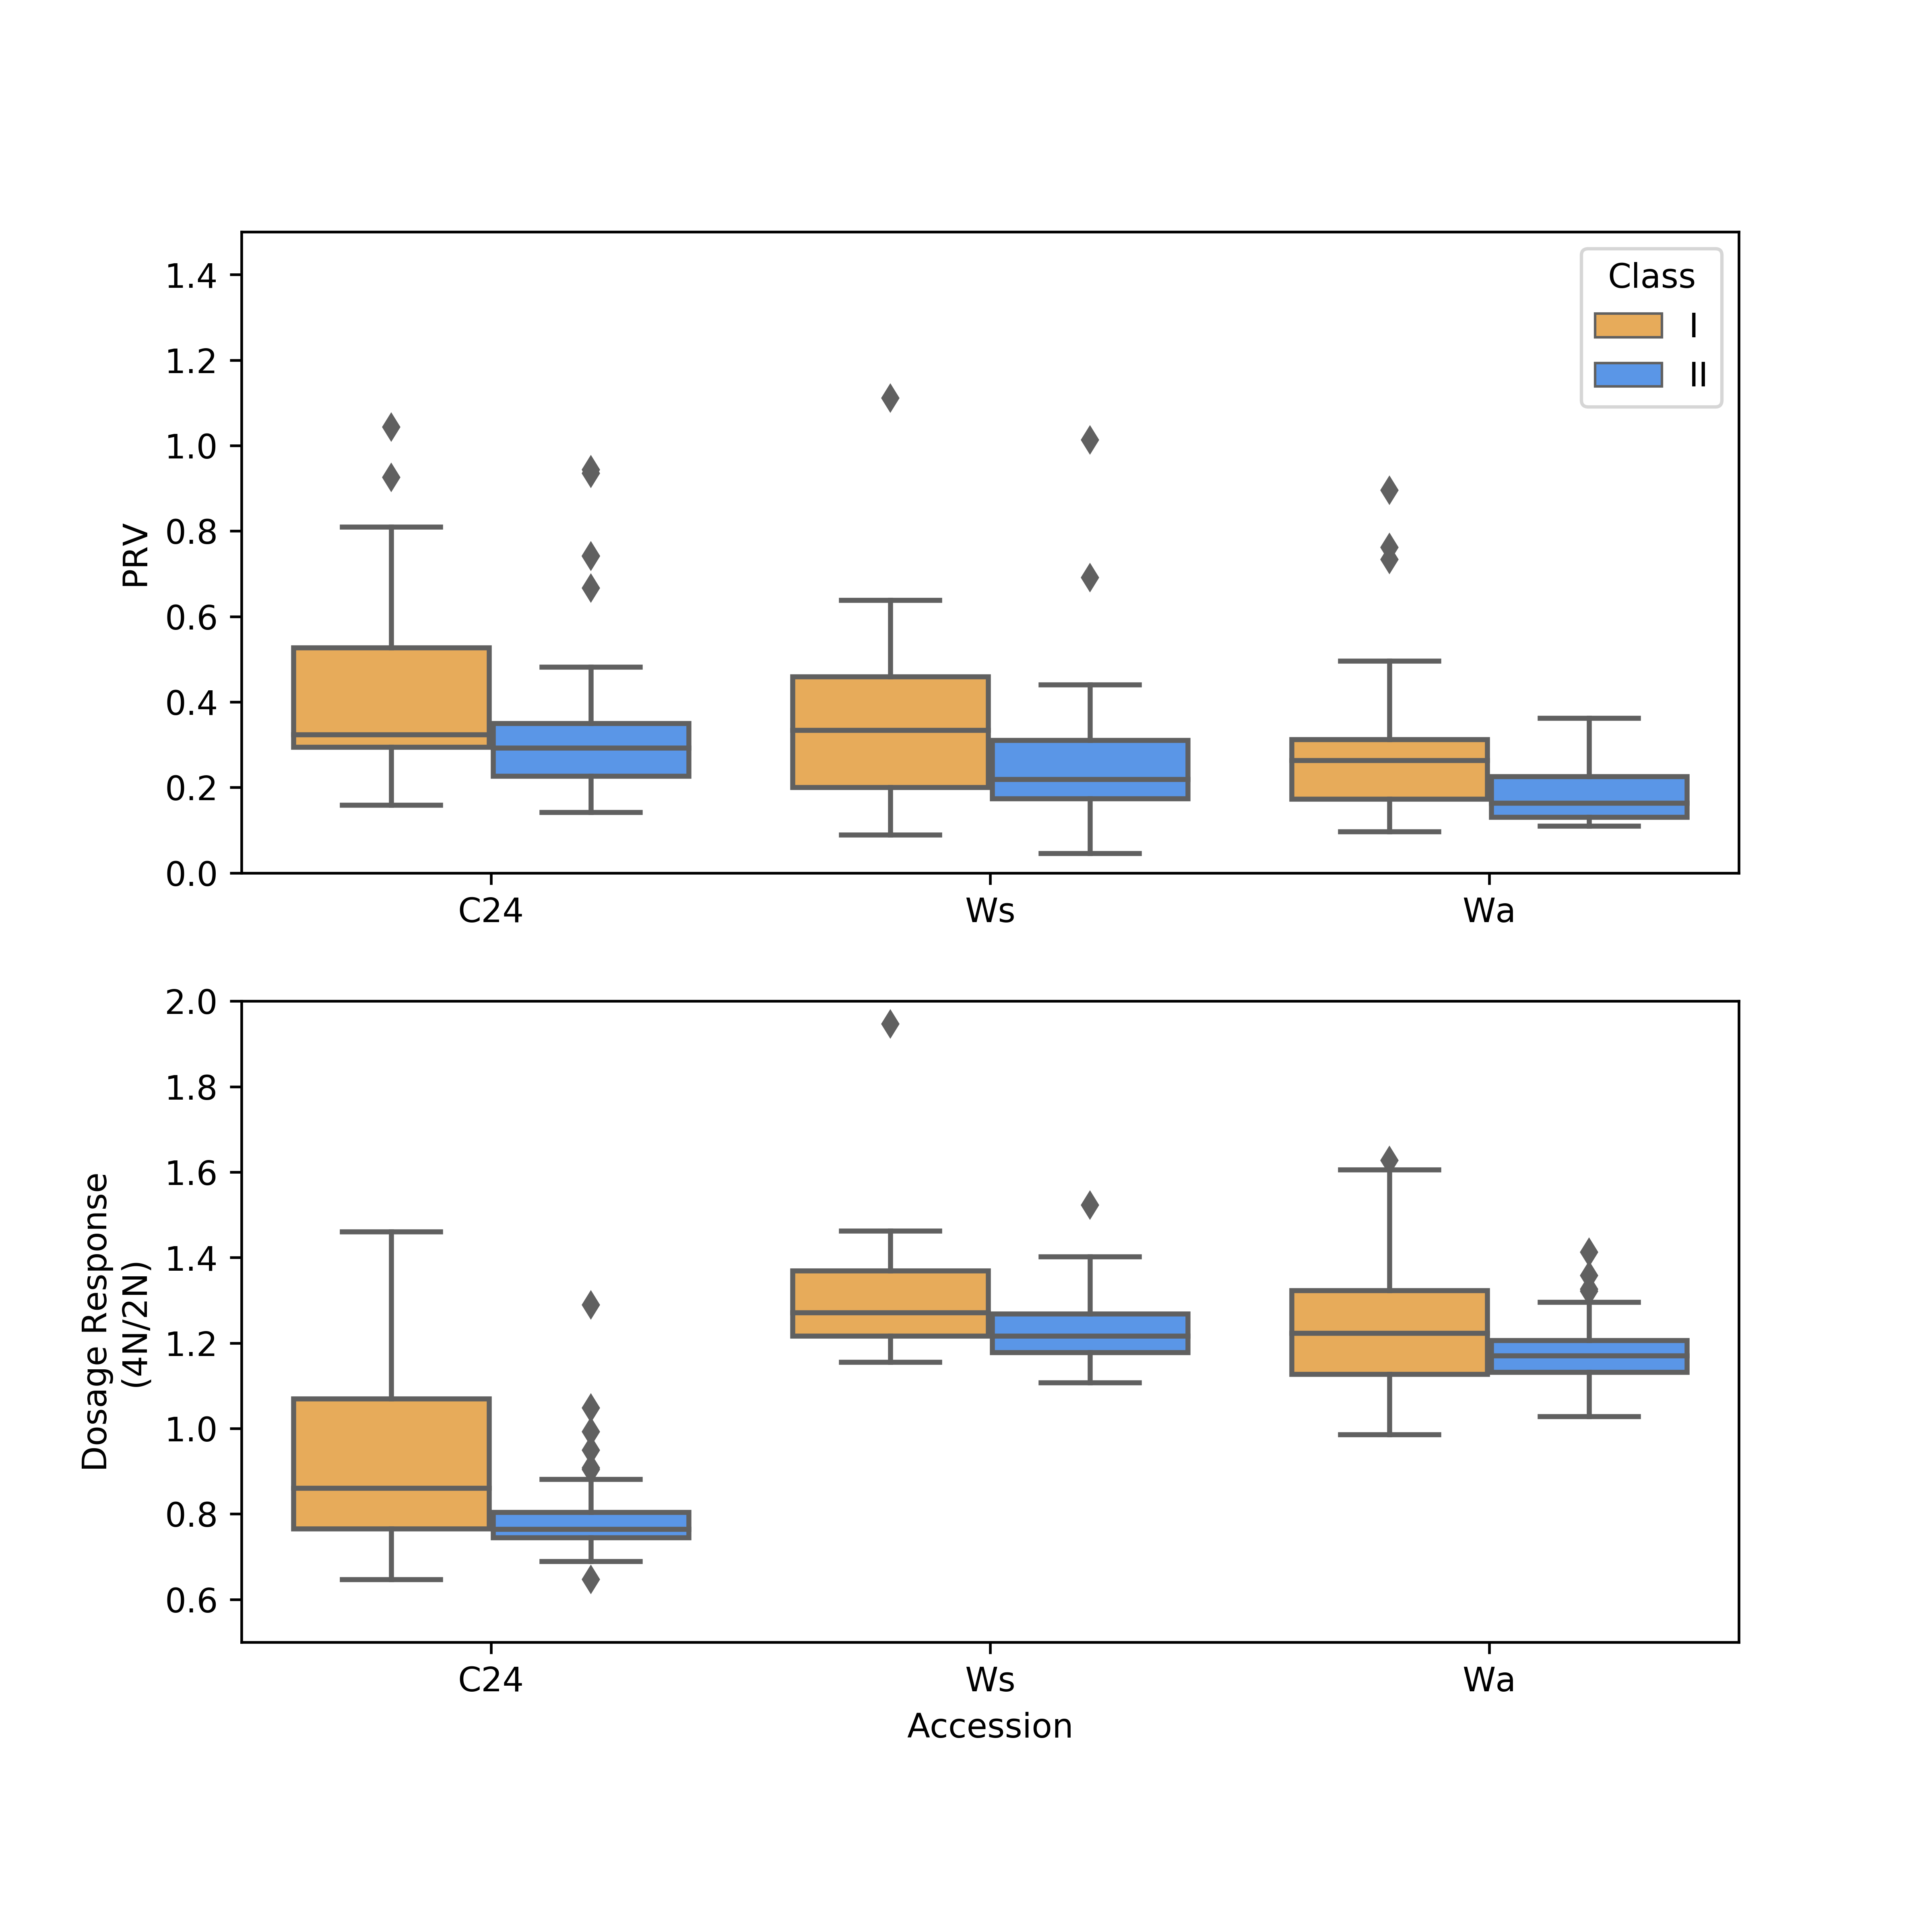 PRV
1.4
1.2
1.0
0.8
0.6
0.4
0.2
0.0
Class
I
II
C24 Ws Wa
Dosage Response
(4N/2N)
2.0
1.8
1.6
1.4
1.2
1.0
0.8
0.6
C24 Ws Wa
Accession